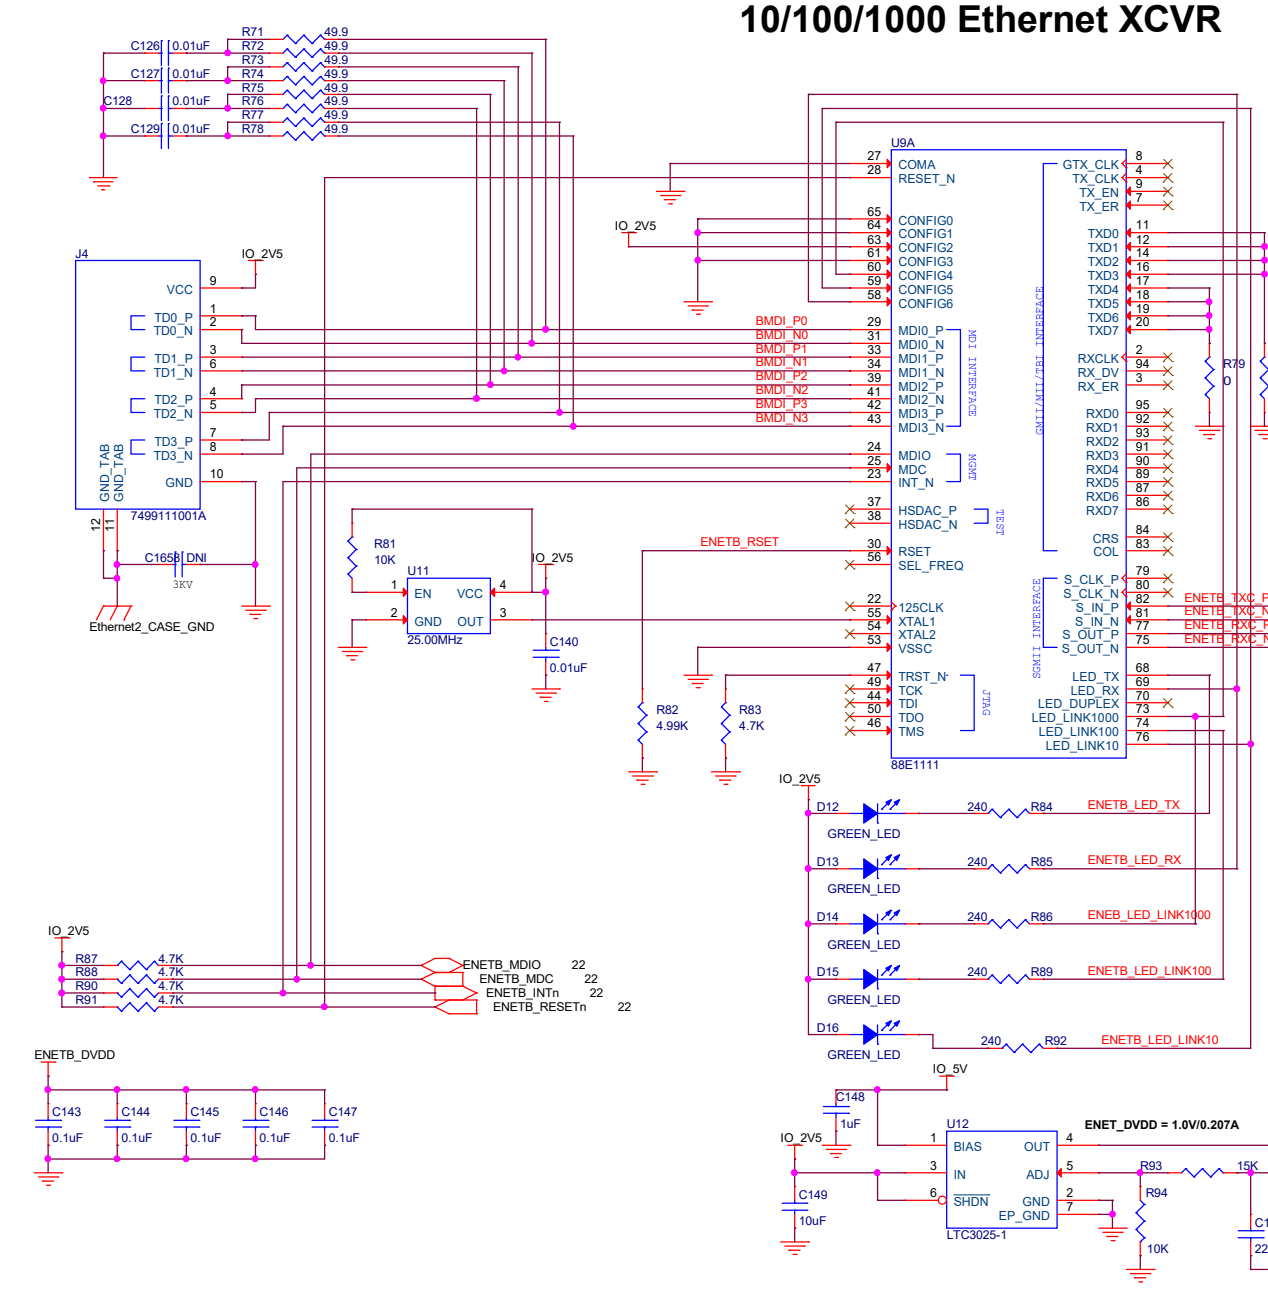 10/100/1000 Ethernet XCVR
R71 49.9
C126 0.01uF R72 49.9
R73 49.9
C127 0.01uF R74 49.9
R75 49.9
C128 0.01uF R76 49.9
R77 49.9
C129 0.01uF R78 49.9
U9A
27 COMA
28 RESET_N
65 CONFIG0
64 CONFIG1
63 CONFIG2
61 CONFIG3
60 CONFIG4
59 CONFIG5
58 CONFIG6
IO_2V5
BMDI_P0 29 MDI0_P
BMDI_N0 31 MDI0_N
BMDI_P1 33 MDI1_P
BMDI_N1 34 MDI1_N
BMDI_P2 39 MDI2_P
BMDI_N2 41 MDI2_N
BMDI_P3 42 MDI3_P
BMDI_N3 43 MDI3_N
MDI INTERFACE
24 MDIO
25 MDC
23 INT_N
MGMT
37 HSDAC_P
38 HSDAC_N
TEST
ENETB_RSET 30 RSET
56 SEL_FREQ
22 125CLK
55 XTAL1
54 XTAL2
53 VSSC
47 TRST_N
49 TCK
44 TDI
50 TDO
46 TMS
JTAG
88E1111
GTX_CLK 8
TX_CLK 4
TX_EN 9
TX_ER 7
TXD0 11
TXD1 12
TXD2 14
TXD3 16
TXD4 17
TXD5 18
TXD6 19
TXD7 20
RXCLK 2
RX_DV 94
RX_ER 3
RXD0 95
RXD1 92
RXD2 93
RXD3 91
RXD4 90
RXD5 89
RXD6 87
RXD7 86
CRS 84
COL 83
GMII/MII/TBI INTERFACE
S_CLK_P 79
S_CLK_N 80
S_IN_P 82 ENETB_TXC_P
S_IN_N 81 ENETB_TXC_N
S_OUT_P 77 ENETB_RXC_P
S_OUT_N 75 ENETB_RXC_N
SGMII INTERFACE
LED_TX 68
LED_RX 69
LED_DUPLEX 70
LED_LINK1000 73
LED_LINK100 74
LED_LINK10 76
R79
0
J4
IO_2V5
VCC 9
TD0_P 1
TD0_N 2
TD1_P 3
TD1_N 6
TD2_P 4
TD2_N 5
TD3_P 7
TD3_N 8
GND 10
GND_TAB
GND_TAB
12
11
7499111001A
C1658 DNI
3KV
Ethernet2_CASE_GND
R81
10K
U11
1 EN VCC 4
2 GND OUT 3
25.00MHz
IO_2V5
C140
0.01uF
R82
4.99K
R83
4.7K
IO_2V5
D12 240 R84 ENETB_LED_TX
GREEN_LED
D13 240 R85 ENETB_LED_RX
GREEN_LED
D14 240 R86 ENEB_LED_LINK1000
GREEN_LED
D15 240 R89 ENETB_LED_LINK100
GREEN_LED
D16 240 R92 ENETB_LED_LINK10
GREEN_LED
IO_2V5
R87 4.7K ENETB_MDIO 22
R88 4.7K ENETB_MDC 22
R90 4.7K ENETB_INTn 22
R91 4.7K ENETB_RESETn 22
ENETB_DVDD
C143 C144 C145 C146 C147
0.1uF 0.1uF 0.1uF 0.1uF 0.1uF
IO_5V
C148
1uF
IO_2V5
C149
10uF
U12
1 BIAS OUT 4
3 IN ADJ 5
6 SHDN GND 2
EP_GND 7
LTC3025-1
ENET_DVDD = 1.0V/0.207A
R93 15K
R94
10K
C1
22